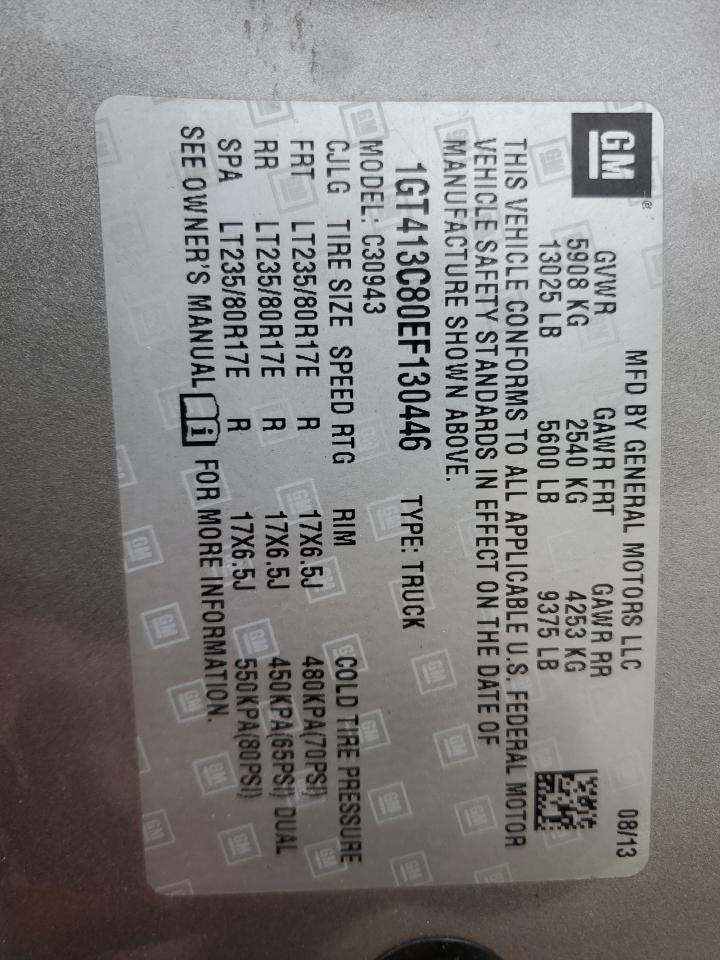 GM
MFD BY GENERAL MOTORS LLC 08/13
GVWR GAWR FRT GAWR RR
5908 KG 2540 KG 4253 KG
13025 LB 5600 LB 9375 LB
THIS VEHICLE CONFORMS TO ALL APPLICABLE U.S. FEDERAL MOTOR
VEHICLE SAFETY STANDARDS IN EFFECT ON THE DATE OF
MANUFACTURE SHOWN ABOVE.
1GT413C80EF130446 TYPE: TRUCK
MODEL: C30943
CJLG TIRE SIZE SPEED RTG RIM COLD TIRE PRESSURE
FRT LT235/80R17E R 17X6.5J 480KPA(70PSI)
RR LT235/80R17E R 17X6.5J 450KPA(65PSI) DUAL
SPA LT235/80R17E R 17X6.5J 550KPA(80PSI)
SEE OWNER'S MANUAL i FOR MORE INFORMATION.